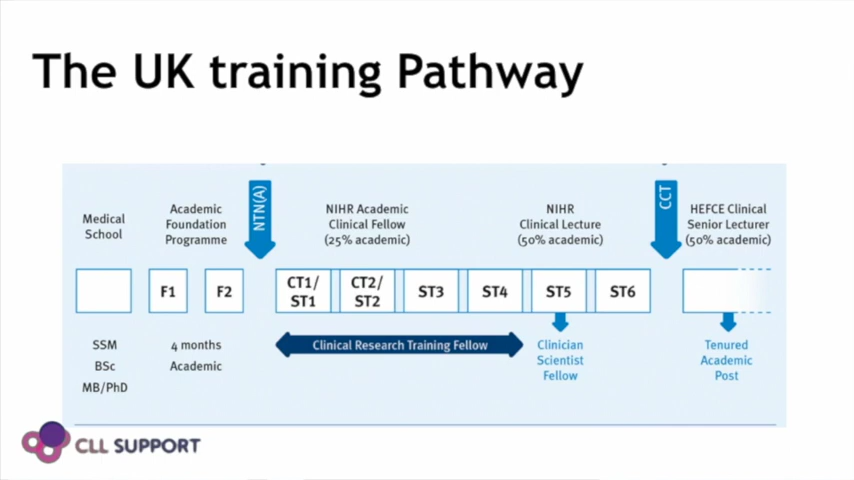 The UK training Pathway
NTN(A)
CCT
Medical
School
Academic
Foundation
Programme
NIHR Academic
Clinical Fellow
(25% academic)
NIHR
Clinical Lecture
(50% academic)
HEFCE Clinical
Senior Lecturer
(50% academic)
F1
F2
CT1/
ST1
CT2/
ST2
ST3
ST4
ST5
ST6
SSM
BSc
MB/PhD
4 months
Academic
Clinical Research Training Fellow
Clinician
Scientist
Fellow
Tenured
Academic
Post
CLL SUPPORT